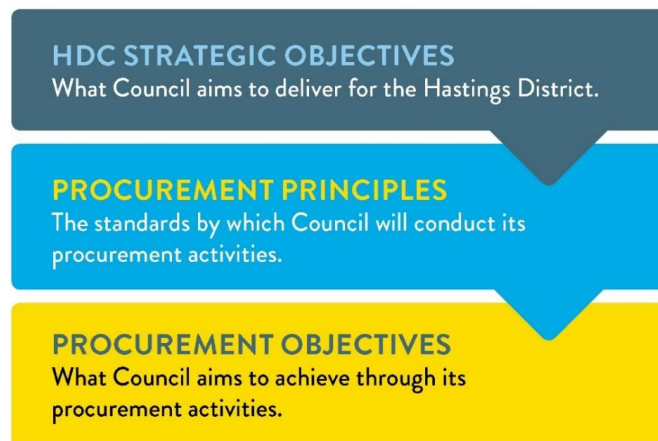 HDC STRATEGIC OBJECTIVES
What Council aims to deliver for the Hastings District.
PROCUREMENT PRINCIPLES
The standards by which Council will conduct its
procurement activities.
PROCUREMENT OBJECTIVES
What Council aims to achieve through its
procurement activities.